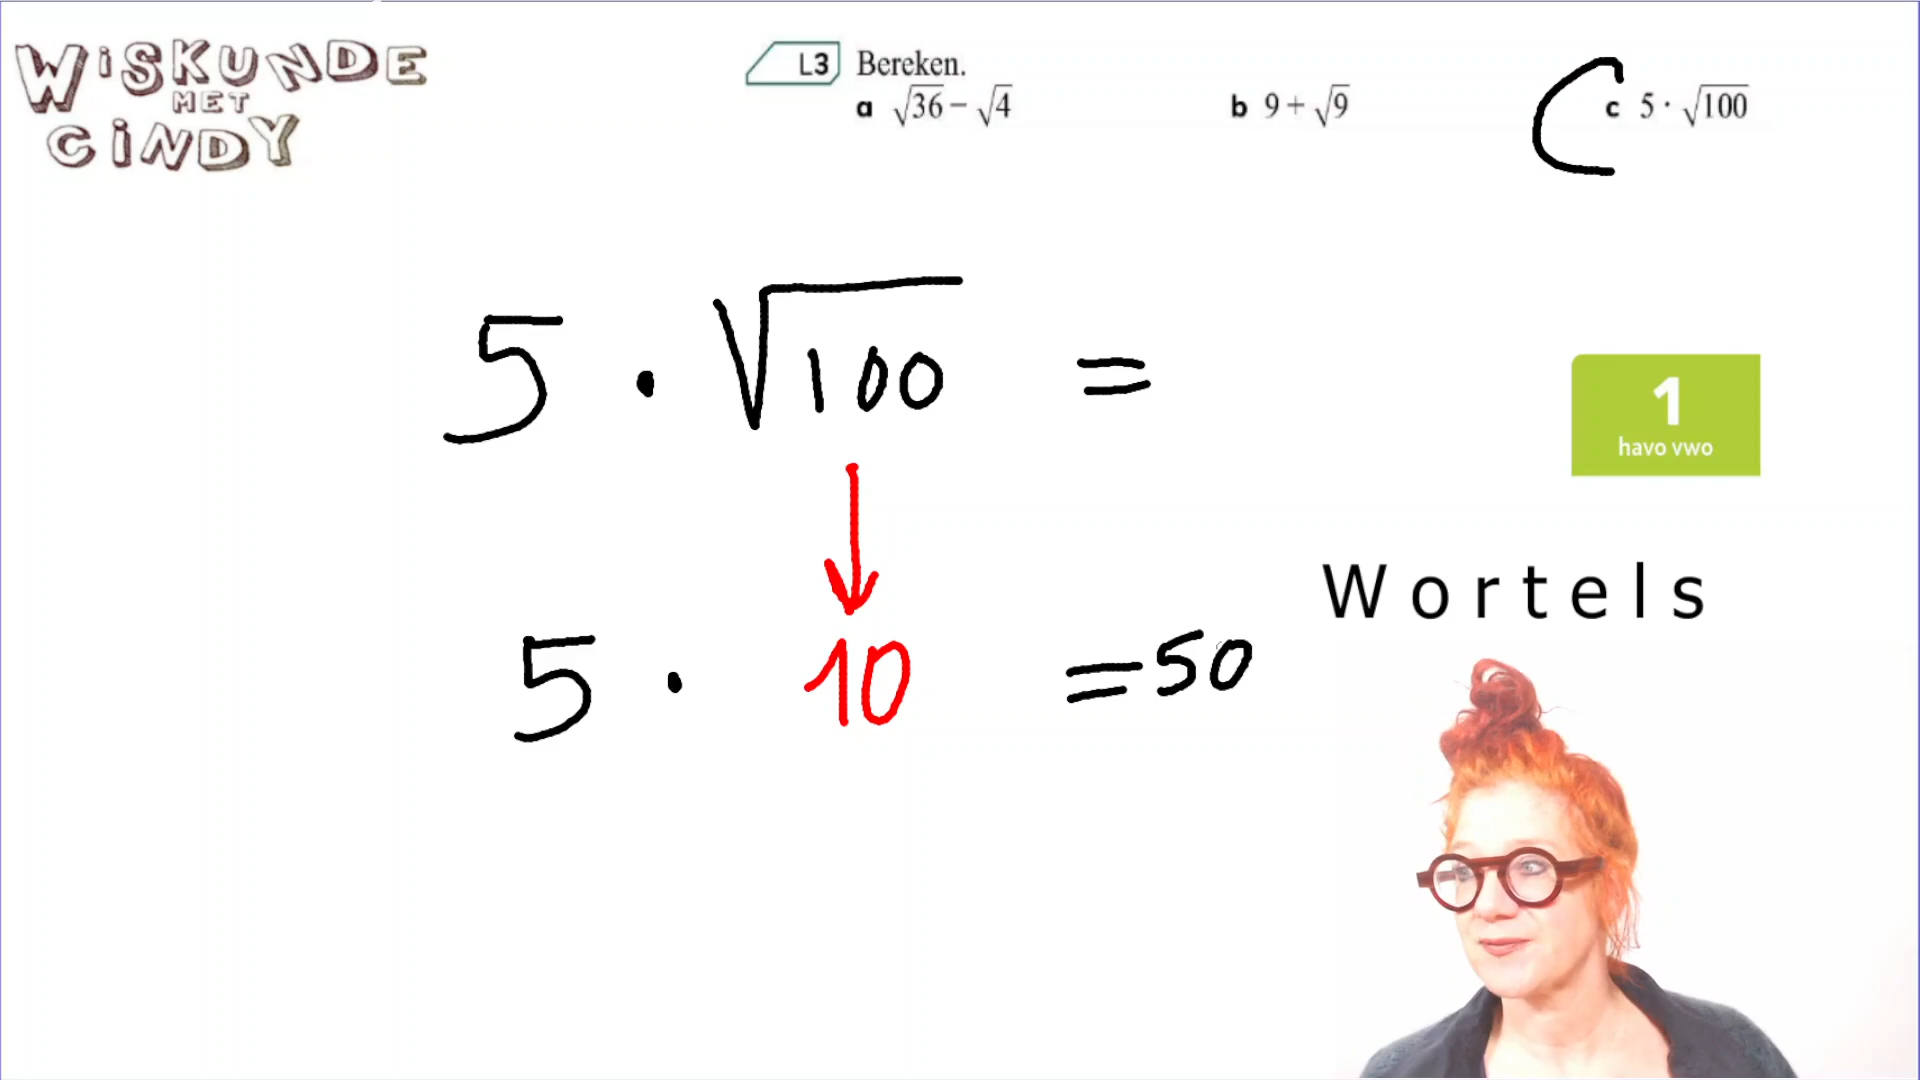 WiSKUNDE
MET
CiNDY
L3 Bereken.
a √36 − √4 b 9 + √9 c 5 · √100
5 · √100 =
1
havo vwo
Wortels
5 · 10 = 50